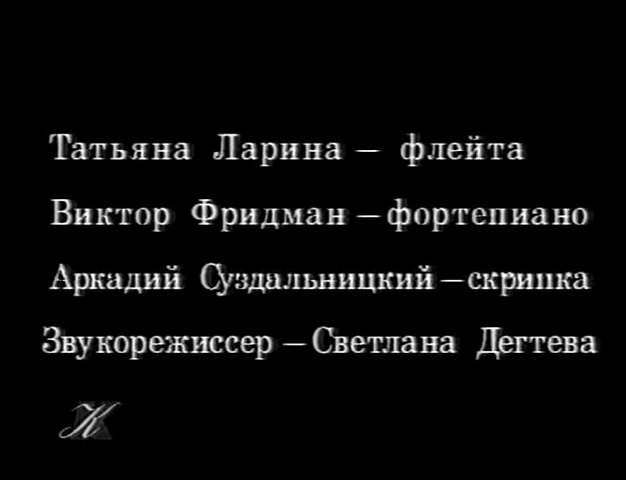 Татьяна Ларина — флейта
Виктор Фридман — фортепиано
Аркадий Суздальницкий — скрипка
Звукорежиссер — Светлана Дегтева
К